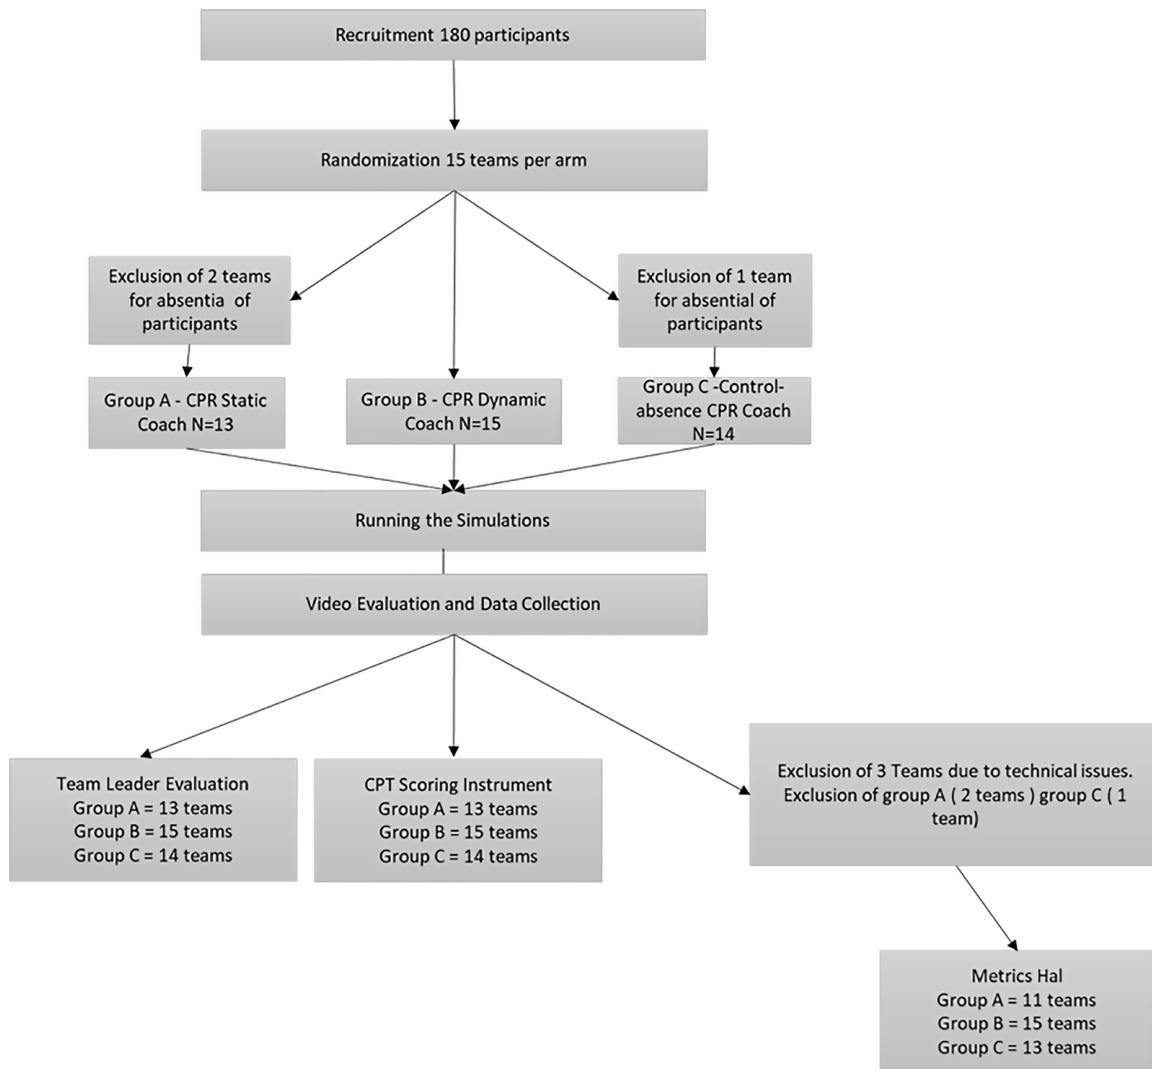 Recruitment 180 participants
Randomization 15 teams per arm
Exclusion of 2 teams
for absentia of
participants
Exclusion of 1 team
for absential of
participants
Group A - CPR Static
Coach N=13
Group B - CPR Dynamic
Coach N=15
Group C -Control-
absence CPR Coach
N=14
Running the Simulations
Video Evaluation and Data Collection
Team Leader Evaluation
Group A = 13 teams
Group B = 15 teams
Group C = 14 teams
CPT Scoring Instrument
Group A = 13 teams
Group B = 15 teams
Group C = 14 teams
Exclusion of 3 Teams due to technical issues.
Exclusion of group A ( 2 teams ) group C ( 1
team)
Metrics Hal
Group A = 11 teams
Group B = 15 teams
Group C = 13 teams